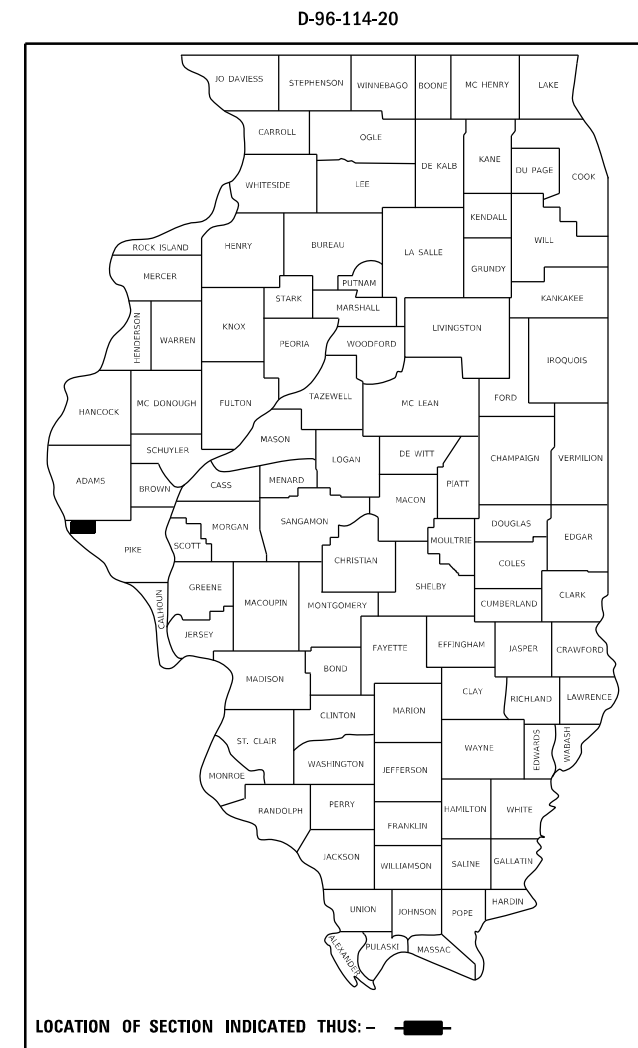 D-96-114-20
JO DAVIESS STEPHENSON WINNEBAGO BOONE MC HENRY LAKE
CARROLL OGLE
DE KALB KANE DU PAGE COOK
WHITESIDE LEE
KENDALL
ROCK ISLAND HENRY BUREAU LA SALLE WILL
MERCER PUTNAM GRUNDY
STARK MARSHALL KANKAKEE
HENDERSON WARREN KNOX PEORIA WOODFORD LIVINGSTON
IROQUOIS
HANCOCK MC DONOUGH FULTON TAZEWELL MC LEAN FORD
MASON
SCHUYLER LOGAN DE WITT CHAMPAIGN VERMILION
ADAMS BROWN CASS MENARD PIATT
MACON
MORGAN SANGAMON DOUGLAS
PIKE SCOTT CHRISTIAN MOULTRIE EDGAR
COLES
GREENE SHELBY
CALHOUN MACOUPIN MONTGOMERY CUMBERLAND CLARK
JERSEY
FAYETTE EFFINGHAM JASPER CRAWFORD
MADISON BOND
CLAY RICHLAND LAWRENCE
CLINTON MARION
ST. CLAIR WAYNE EDWARDS WABASH
WASHINGTON JEFFERSON
MONROE
RANDOLPH PERRY HAMILTON WHITE
FRANKLIN
JACKSON WILLIAMSON SALINE GALLATIN
UNION JOHNSON POPE HARDIN
ALEXANDER PULASKI MASSAC
LOCATION OF SECTION INDICATED THUS: –